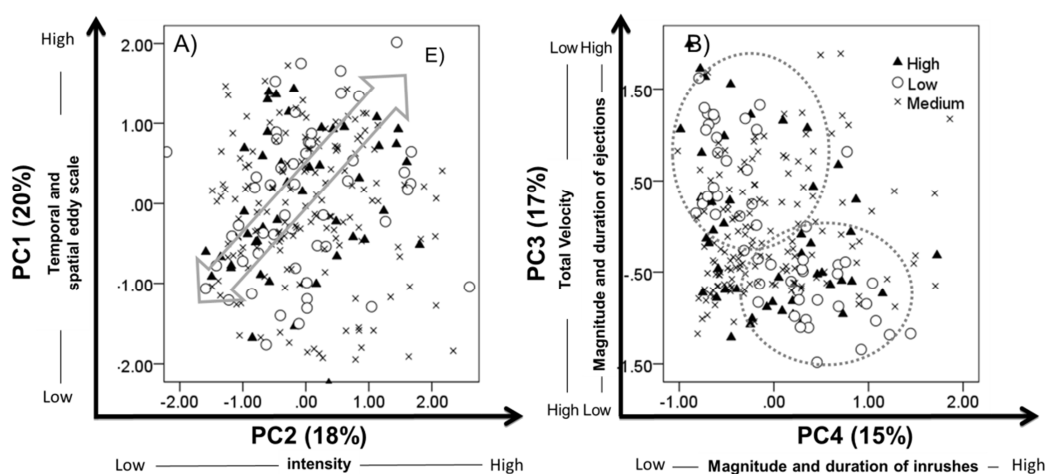 High
Low
PC1 (20%)
Temporal and
spatial eddy scale
A)
E)
2.00
1.00
.00
-1.00
-2.00
-2.00 -1.00 .00 1.00 2.00
PC2 (18%)
Low intensity High
Low High
High Low
PC3 (17%)
Total Velocity
Magnitude and duration of ejections
B)
High
Low
Medium
1.50
.50
-.50
-1.50
-1.00 .00 1.00 2.00
PC4 (15%)
Low Magnitude and duration of inrushes High